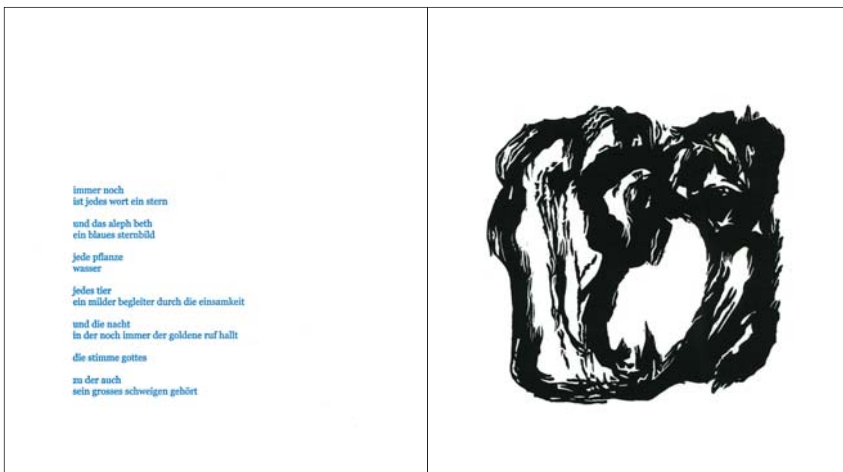 immer noch
ist jedes wort ein stern
und das aleph beth
ein blaues sternbild
jede pflanze
wasser
jedes tier
ein milder begleiter durch die einsamkeit
und die nacht
in der noch immer der goldene ruf hallt
die stimme gottes
zu der auch
sein grosses schweigen gehört